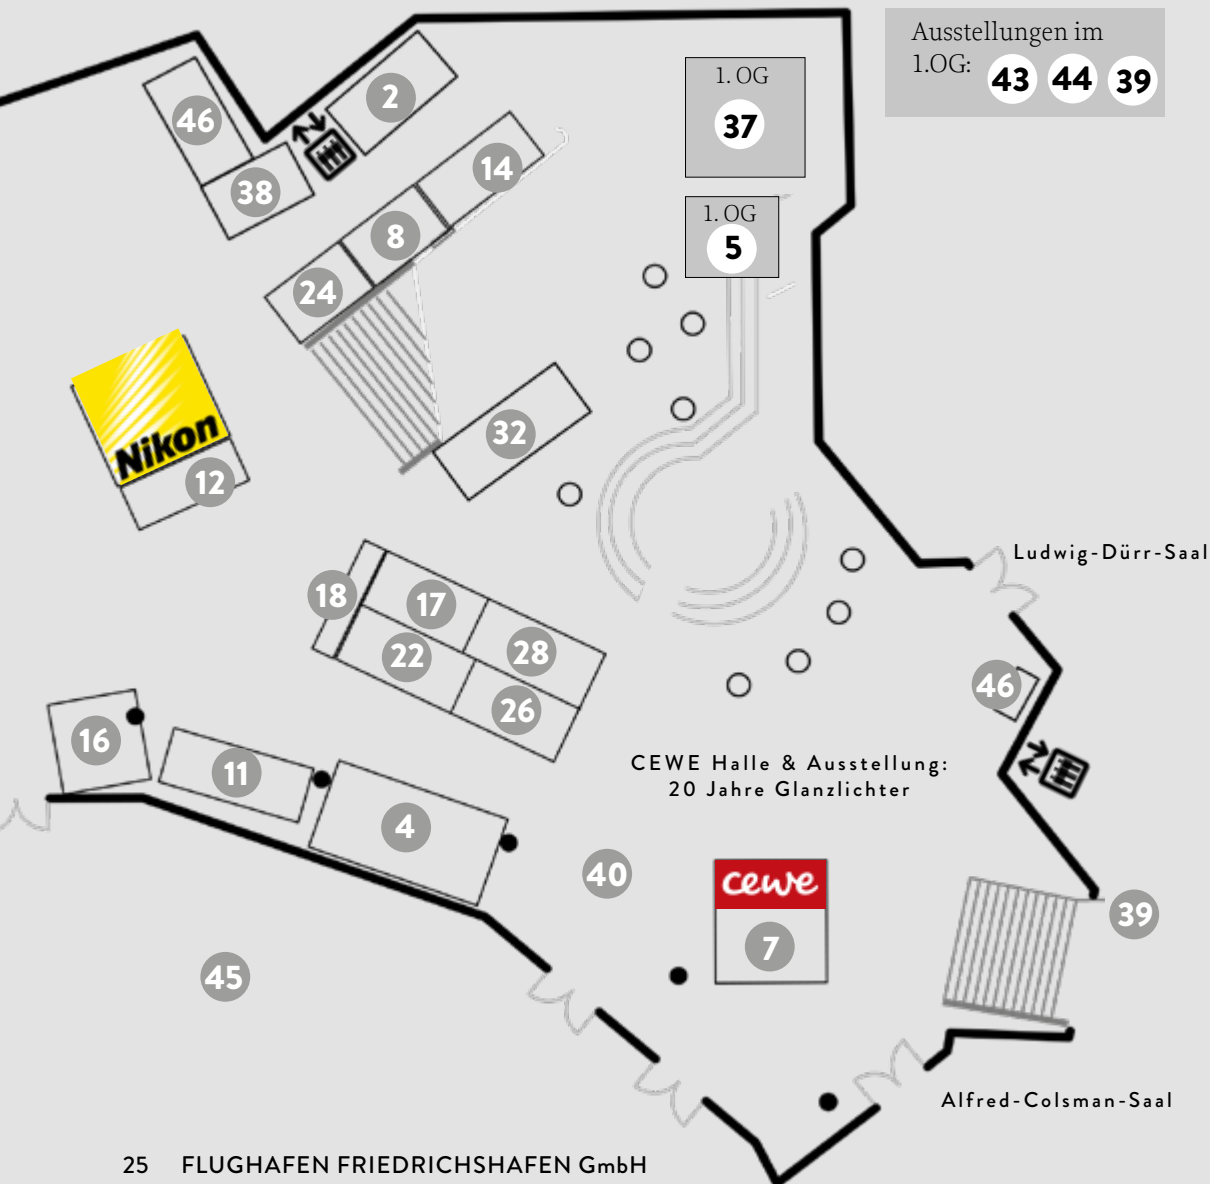 Ausstellungen im
1.OG: 43 44 39
1. OG
37
2
46
14
38
1. OG
5
8
24
Nikon
12
32
Ludwig-Dürr-Saal
18
17
22
28
26
46
16
11
4
CEWE Halle & Ausstellung:
20 Jahre Glanzlichter
40
cewe
7
39
45
Alfred-Colsman-Saal
25 FLUGHAFEN FRIEDRICHSHAFEN GmbH